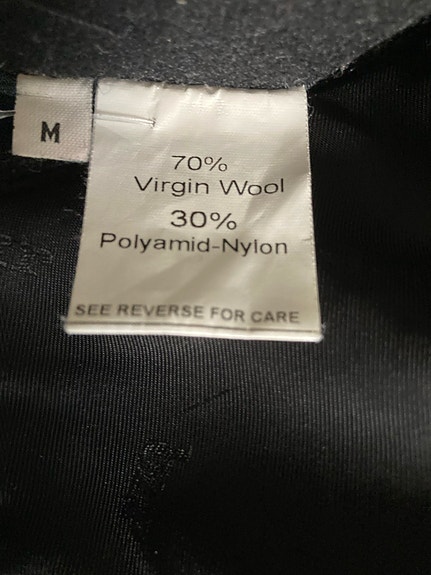 M
70%
Virgin Wool
30%
Polyamid-Nylon
SEE REVERSE FOR CARE